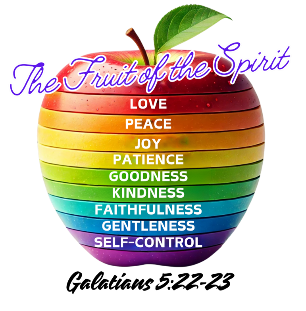 The Fruit of the Spirit
LOVE
PEACE
JOY
PATIENCE
GOODNESS
KINDNESS
FAITHFULNESS
GENTLENESS
SELF-CONTROL
Galatians 5:22-23